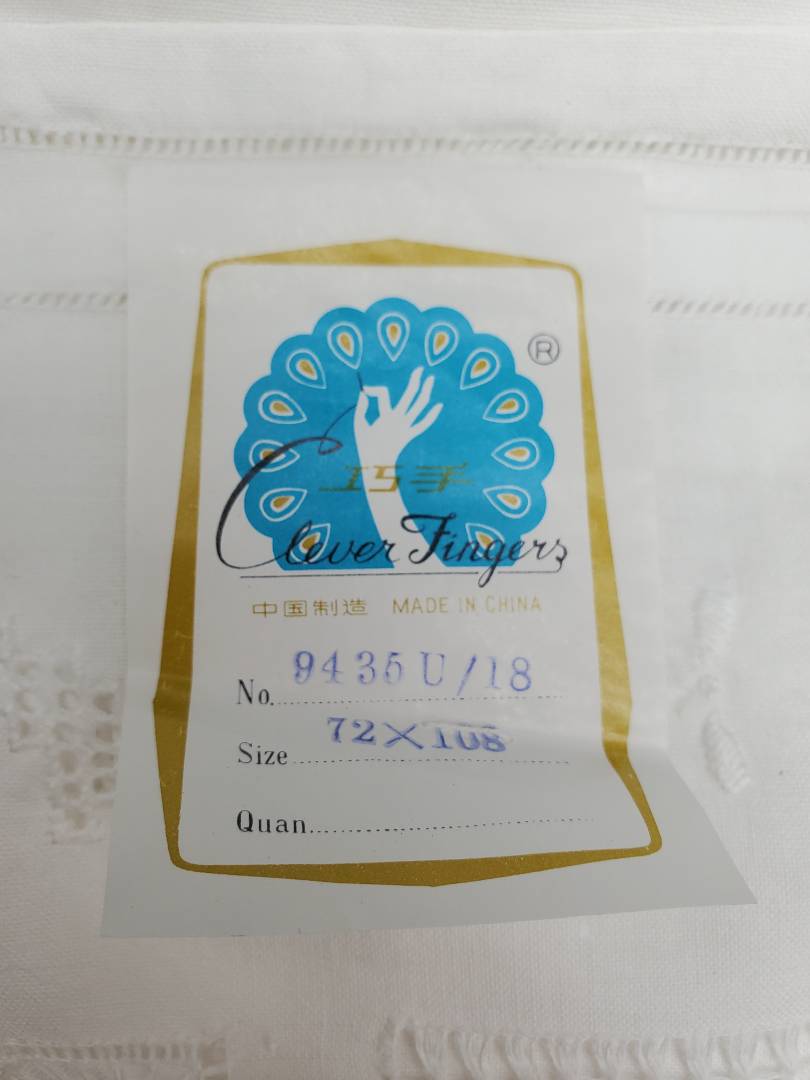 ®
巧手
Clever Fingers
中国制造 MADE IN CHINA
No. 9435U/18
Size 72×108
Quan.